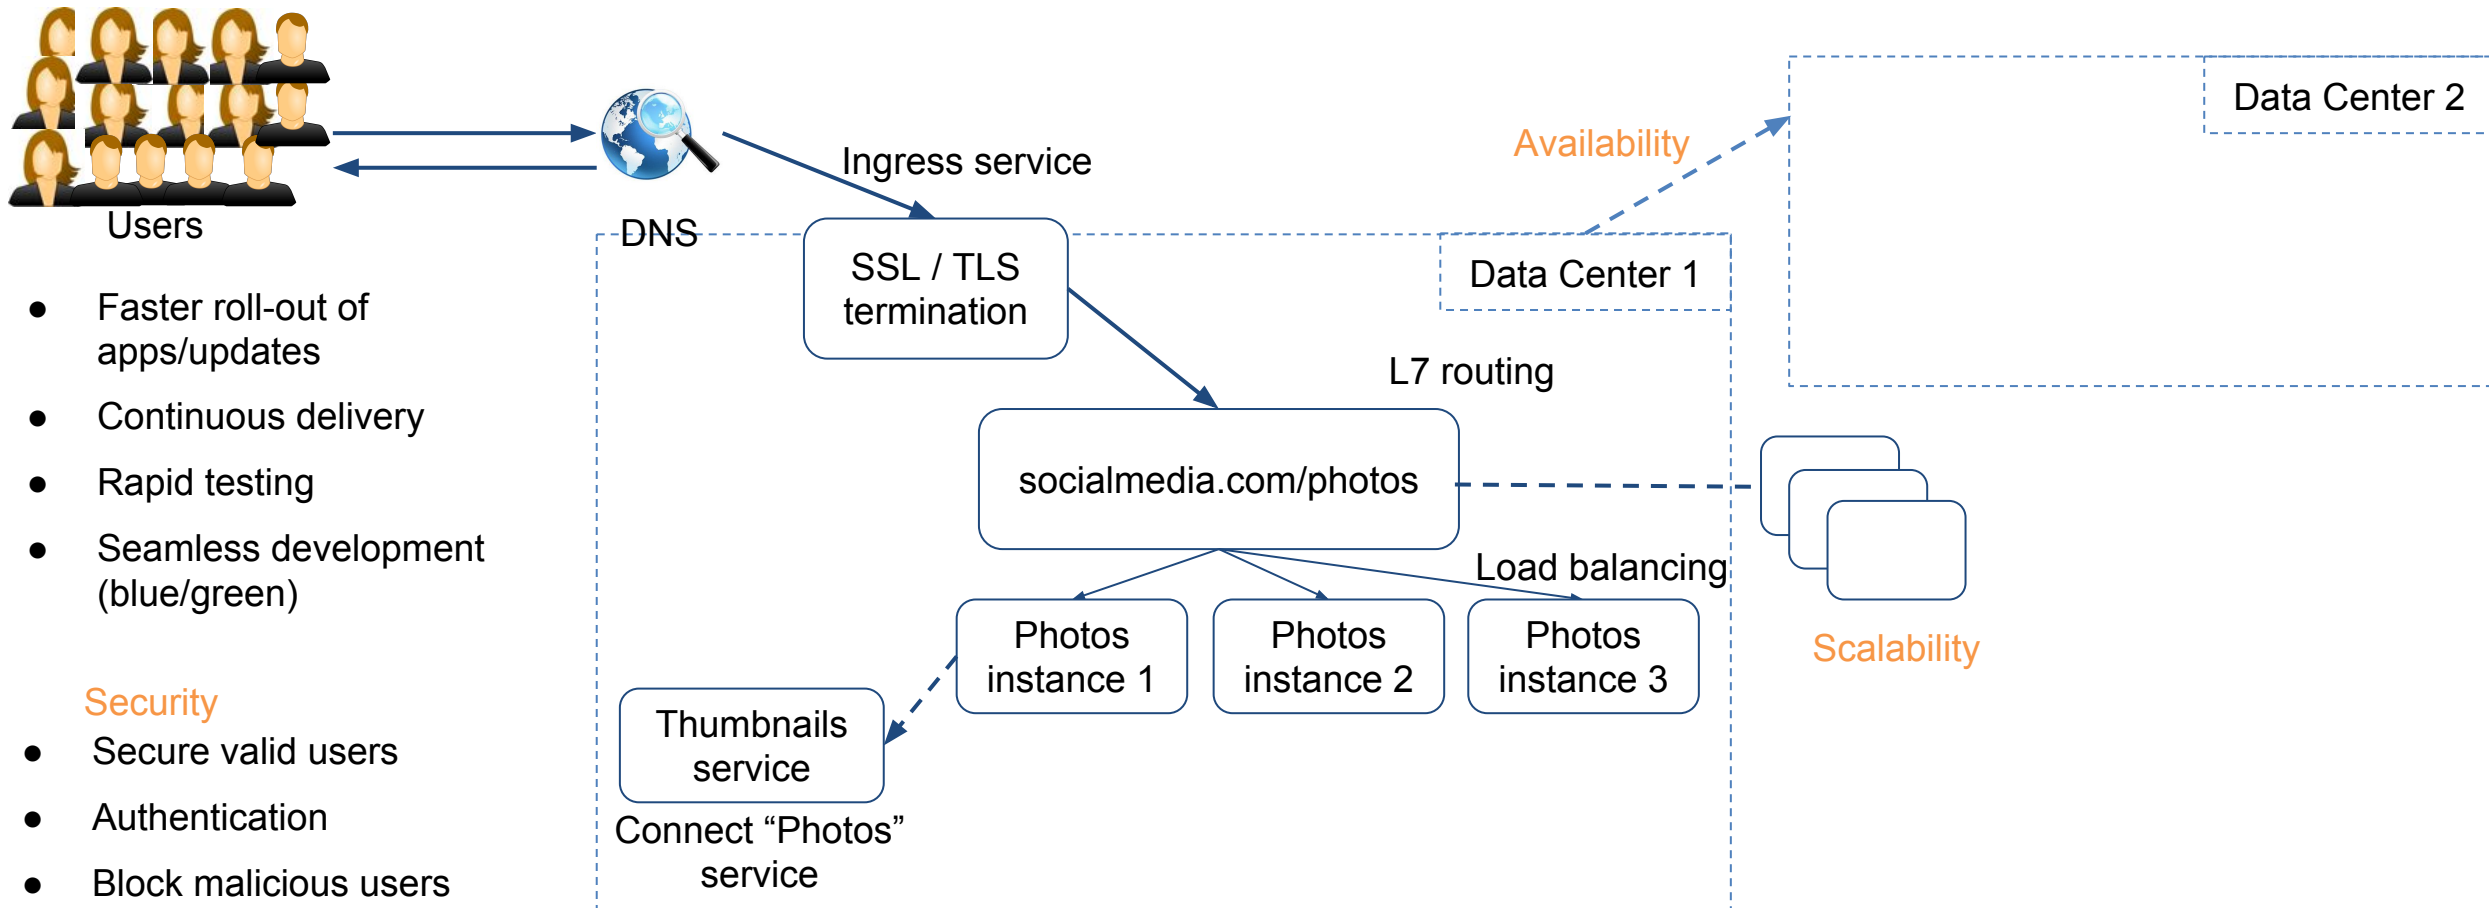 Users
● Faster roll-out of
apps/updates
● Continuous delivery
● Rapid testing
● Seamless development
(blue/green)
Security
● Secure valid users
● Authentication
● Block malicious users
DNS
Ingress service
SSL / TLS
termination
Availability
Data Center 2
Data Center 1
L7 routing
socialmedia.com/photos
Load balancing
Photos
instance 1
Photos
instance 2
Photos
instance 3
Scalability
Thumbnails
service
Connect “Photos”
service